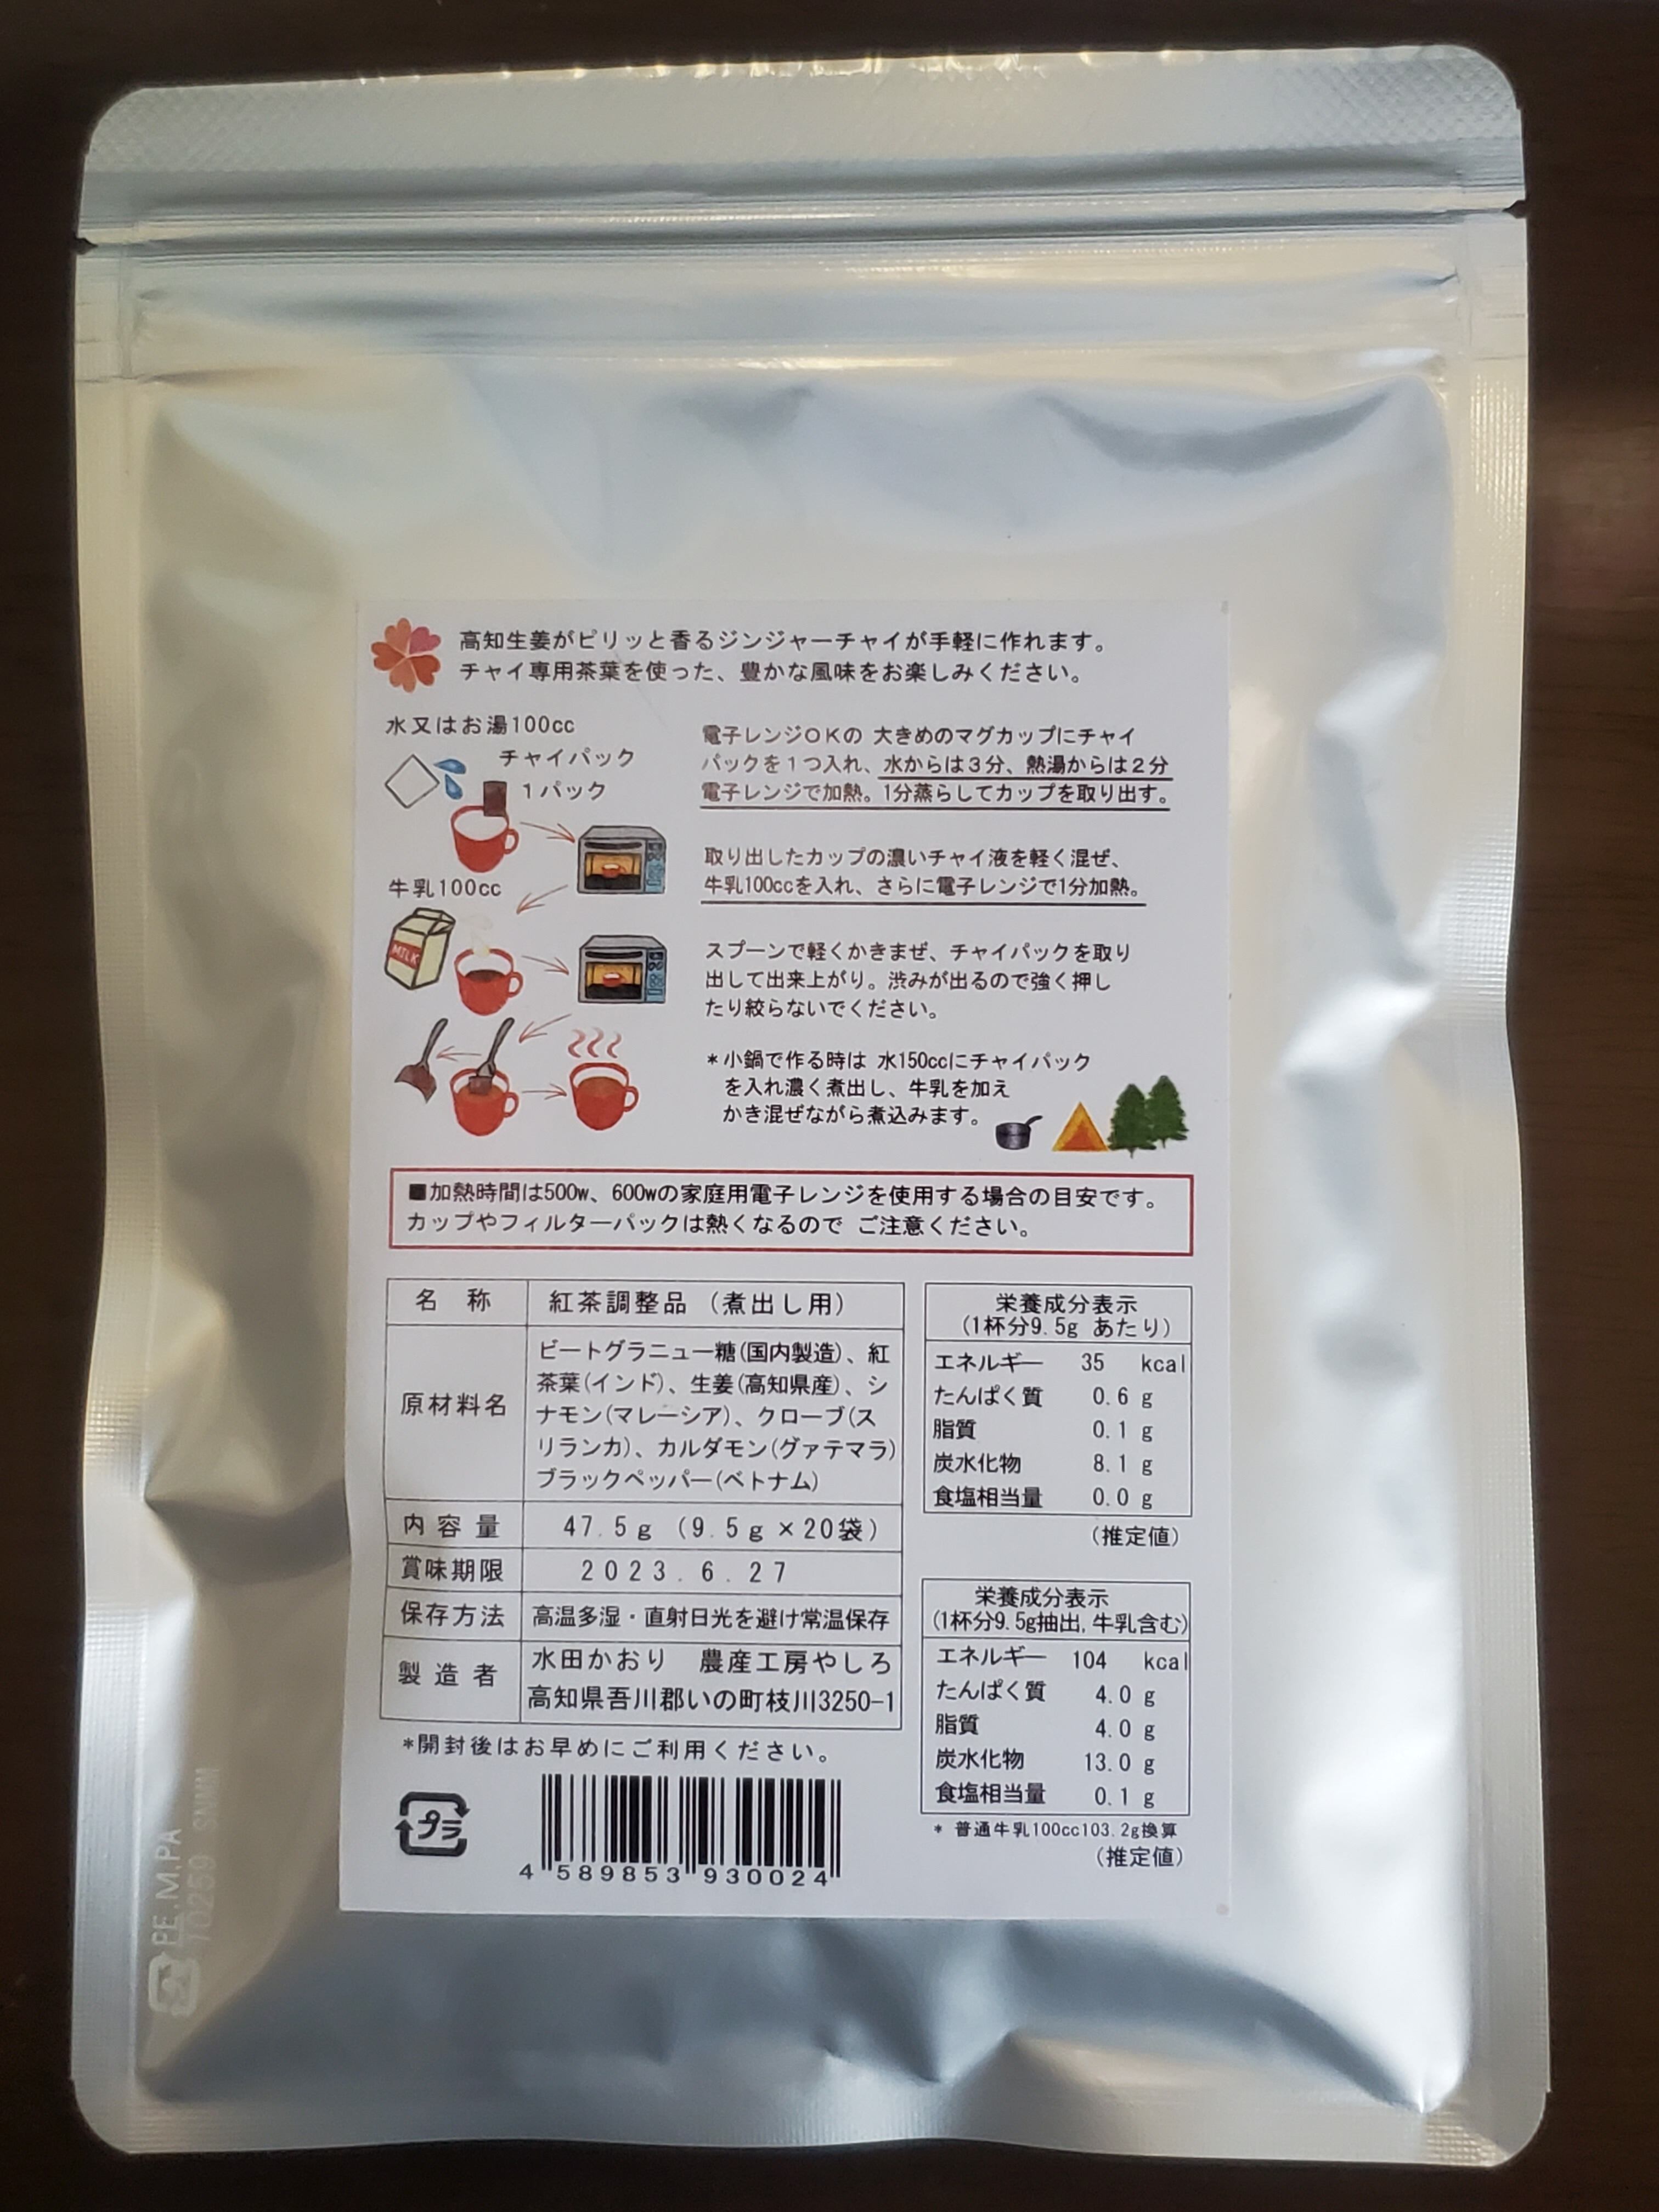 高知生姜がピリッと香るジンジャーチャイが手軽に作れます。
チャイ専用茶葉を使った、豊かな風味をお楽しみください。
水又はお湯100cc
チャイパック
1パック
電子レンジOKの 大きめのマグカップにチャイ
パックを1つ入れ、水からは3分、熱湯からは2分
電子レンジで加熱。1分蒸らしてカップを取り出す。
牛乳100cc
MILK
取り出したカップの濃いチャイ液を軽く混ぜ、
牛乳100ccを入れ、さらに電子レンジで1分加熱。
スプーンで軽くかきまぜ、チャイパックを取り
出して出来上がり。渋みが出るので強く押し
たり絞らないでください。
*小鍋で作る時は 水150ccにチャイパック
を入れ濃く煮出し、牛乳を加え
かき混ぜながら煮込みます。
■加熱時間は500w、600wの家庭用電子レンジを使用する場合の目安です。
カップやフィルターパックは熱くなるので ご注意ください。
名 称 紅茶調整品 (煮出し用)
原材料名
ビートグラニュー糖(国内製造)、紅
茶葉(インド)、生姜(高知県産)、シ
ナモン(マレーシア)、クローブ(ス
リランカ)、カルダモン(グァテマラ)
ブラックペッパー(ベトナム)
内容量 47.5g (9.5g×20袋)
賞味期限 2023.6.27
保存方法 高温多湿・直射日光を避け常温保存
製造者 水田かおり 農産工房やしろ
高知県吾川郡いの町枝川3250-1
*開封後はお早めにご利用ください。
プラ
4 589853 930024
栄養成分表示
(1杯分9.5g あたり)
エネルギー 35 kcal
たんぱく質 0.6 g
脂質 0.1 g
炭水化物 8.1 g
食塩相当量 0.0 g
(推定値)
栄養成分表示
(1杯分9.5g抽出,牛乳含む)
エネルギー 104 kcal
たんぱく質 4.0 g
脂質 4.0 g
炭水化物 13.0 g
食塩相当量 0.1 g
* 普通牛乳100cc103.2g換算
(推定値)
プラ PE,M,PA
10259 SNMM